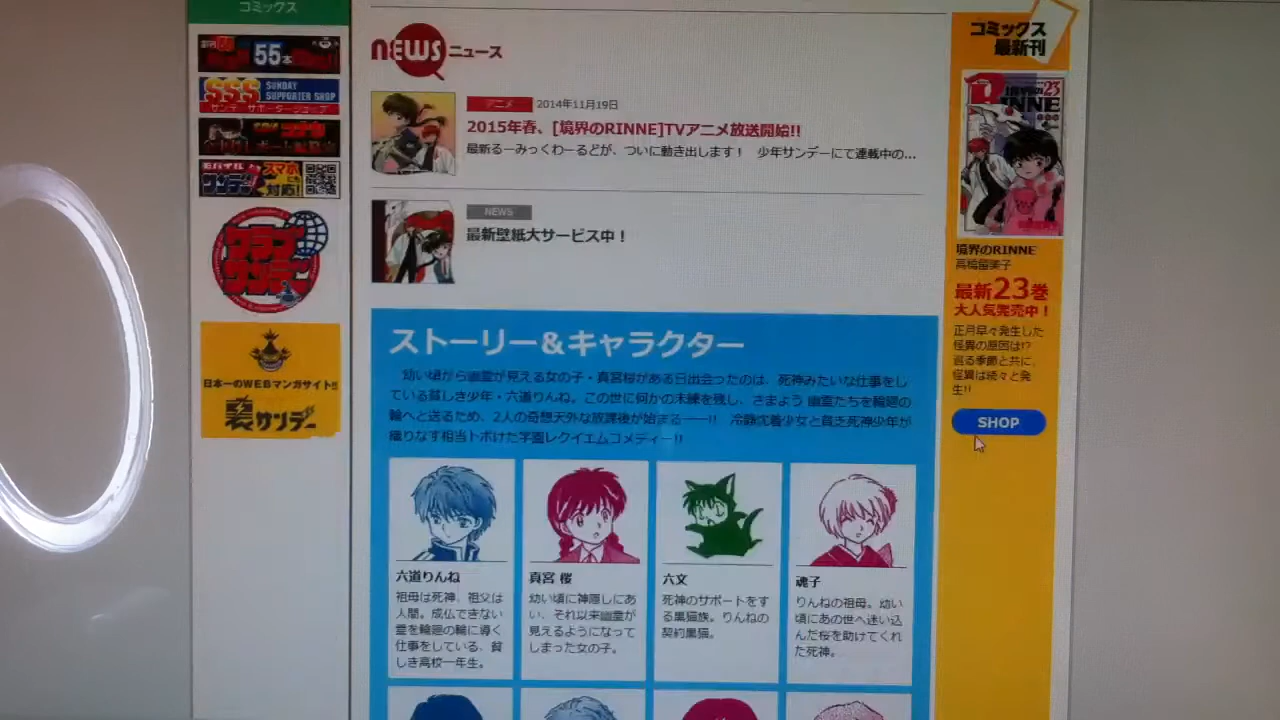 コミックス
55本
SSS SUNDAY
SUPPORTER SHOP
サンデーサポーターショップ
モバイル
サンデー
スマホ
にも
対応!
クラブ
サンデー
日本一のWEBマンガサイト!!
裏サンデー
NEWS ニュース
アニメ 2014年11月19日
2015年春、[境界のRINNE]TVアニメ放送開始!!
最新るーみっくわーるどが、ついに動き出します！ 少年サンデーにて連載中の...
NEWS
最新壁紙大サービス中！
ストーリー＆キャラクター
幼い頃から幽霊が見える女の子・真宮桜がある日出会ったのは、死神みたいな仕事をし
ている貧しき少年・六道りんね。この世に何かの未練を残し、さまよう 幽霊たちを輪廻の
輪へと送るため、2人の奇想天外な放課後が始まる――!! 冷静沈着少女と貧乏死神少年が
織りなす相当トボけた学園レクイエムコメディー!!
六道りんね
祖母は死神、祖父は
人間。成仏できない
霊を輪廻の輪に導く
仕事をしている、貧
しき高校一年生。
真宮 桜
幼い頃に神隠しにあ
い、それ以来幽霊が
見えるようになって
しまった女の子。
六文
死神のサポートをす
る黒猫族。りんねの
契約黒猫。
魂子
りんねの祖母。幼い
頃にあの世へ迷い込
んだ桜を助けてくれ
た死神。
コミックス
最新刊
RINNE
23
境界のRINNE
高橋留美子
最新23巻
大人気発売中！
正月早々発生した
怪異の原因は!?
巡る季節と共に、
怪異は続々と発
生!!
SHOP